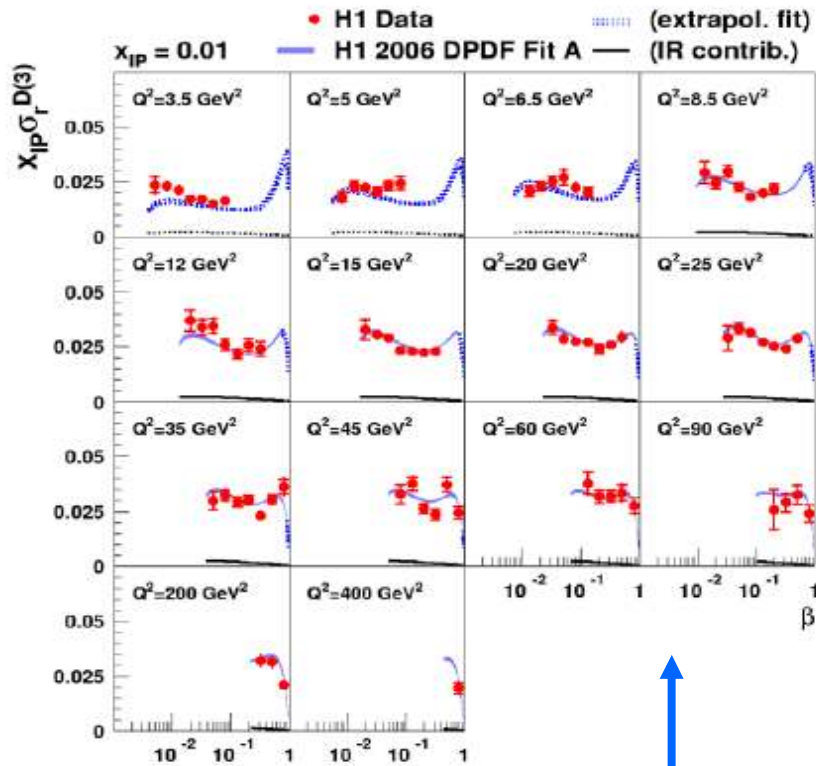 H1 Data (extrapol. fit)
x_IP = 0.01 H1 2006 DPDF Fit A (IR contrib.)
X_IP σ_r^D(3)
Q²=3.5 GeV² Q²=5 GeV² Q²=6.5 GeV² Q²=8.5 GeV²
0.05
0.025
0
Q²=12 GeV² Q²=15 GeV² Q²=20 GeV² Q²=25 GeV²
0.05
0.025
0
Q²=35 GeV² Q²=45 GeV² Q²=60 GeV² Q²=90 GeV²
0.05
0.025
0
10⁻² 10⁻¹ 1 10⁻² 10⁻¹ 1
β
Q²=200 GeV² Q²=400 GeV²
0.05
0.025
0
10⁻² 10⁻¹ 1 10⁻² 10⁻¹ 1